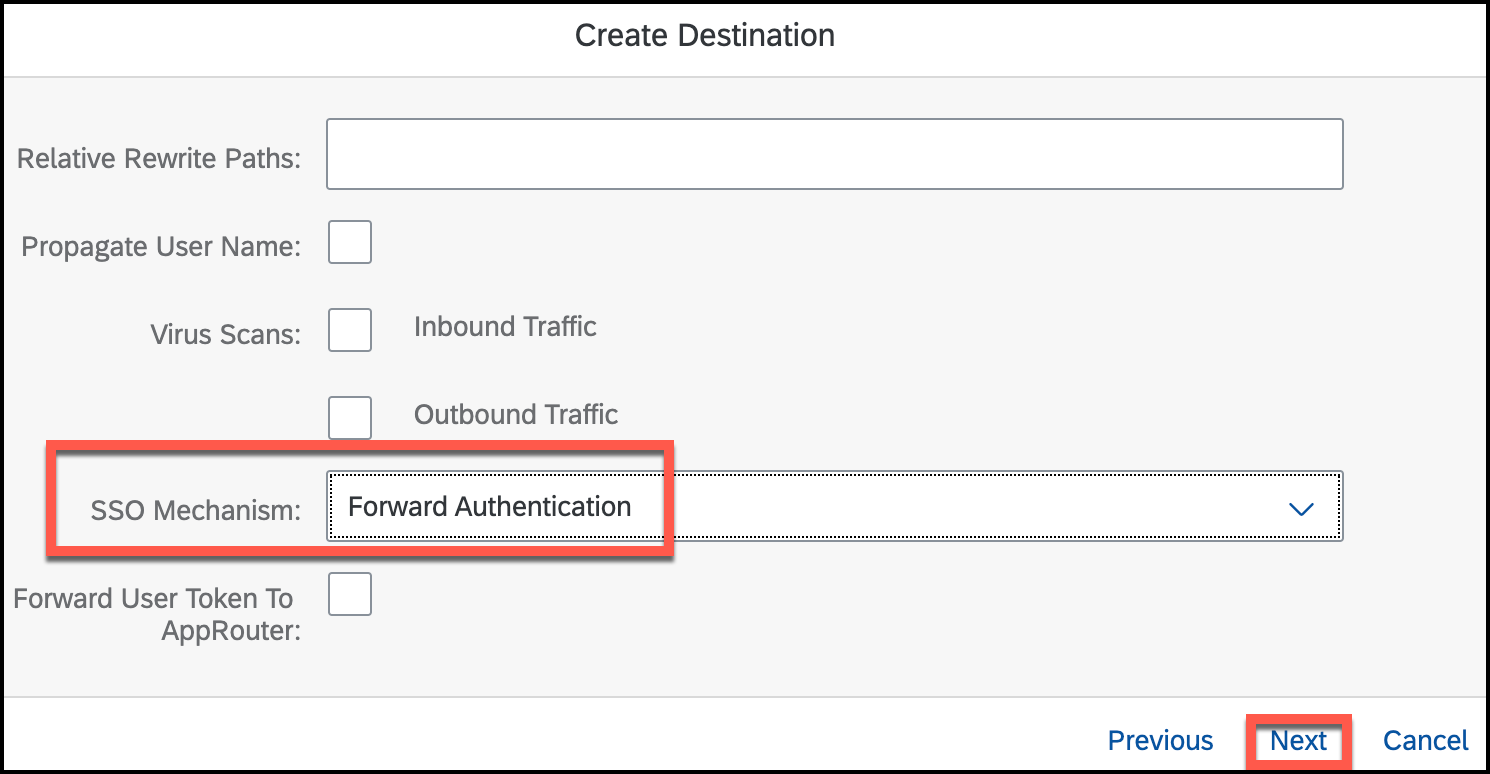 Create Destination
Relative Rewrite Paths:
Propagate User Name:
Virus Scans: Inbound Traffic
Outbound Traffic
SSO Mechanism: Forward Authentication
Forward User Token To
AppRouter:
Previous Next Cancel